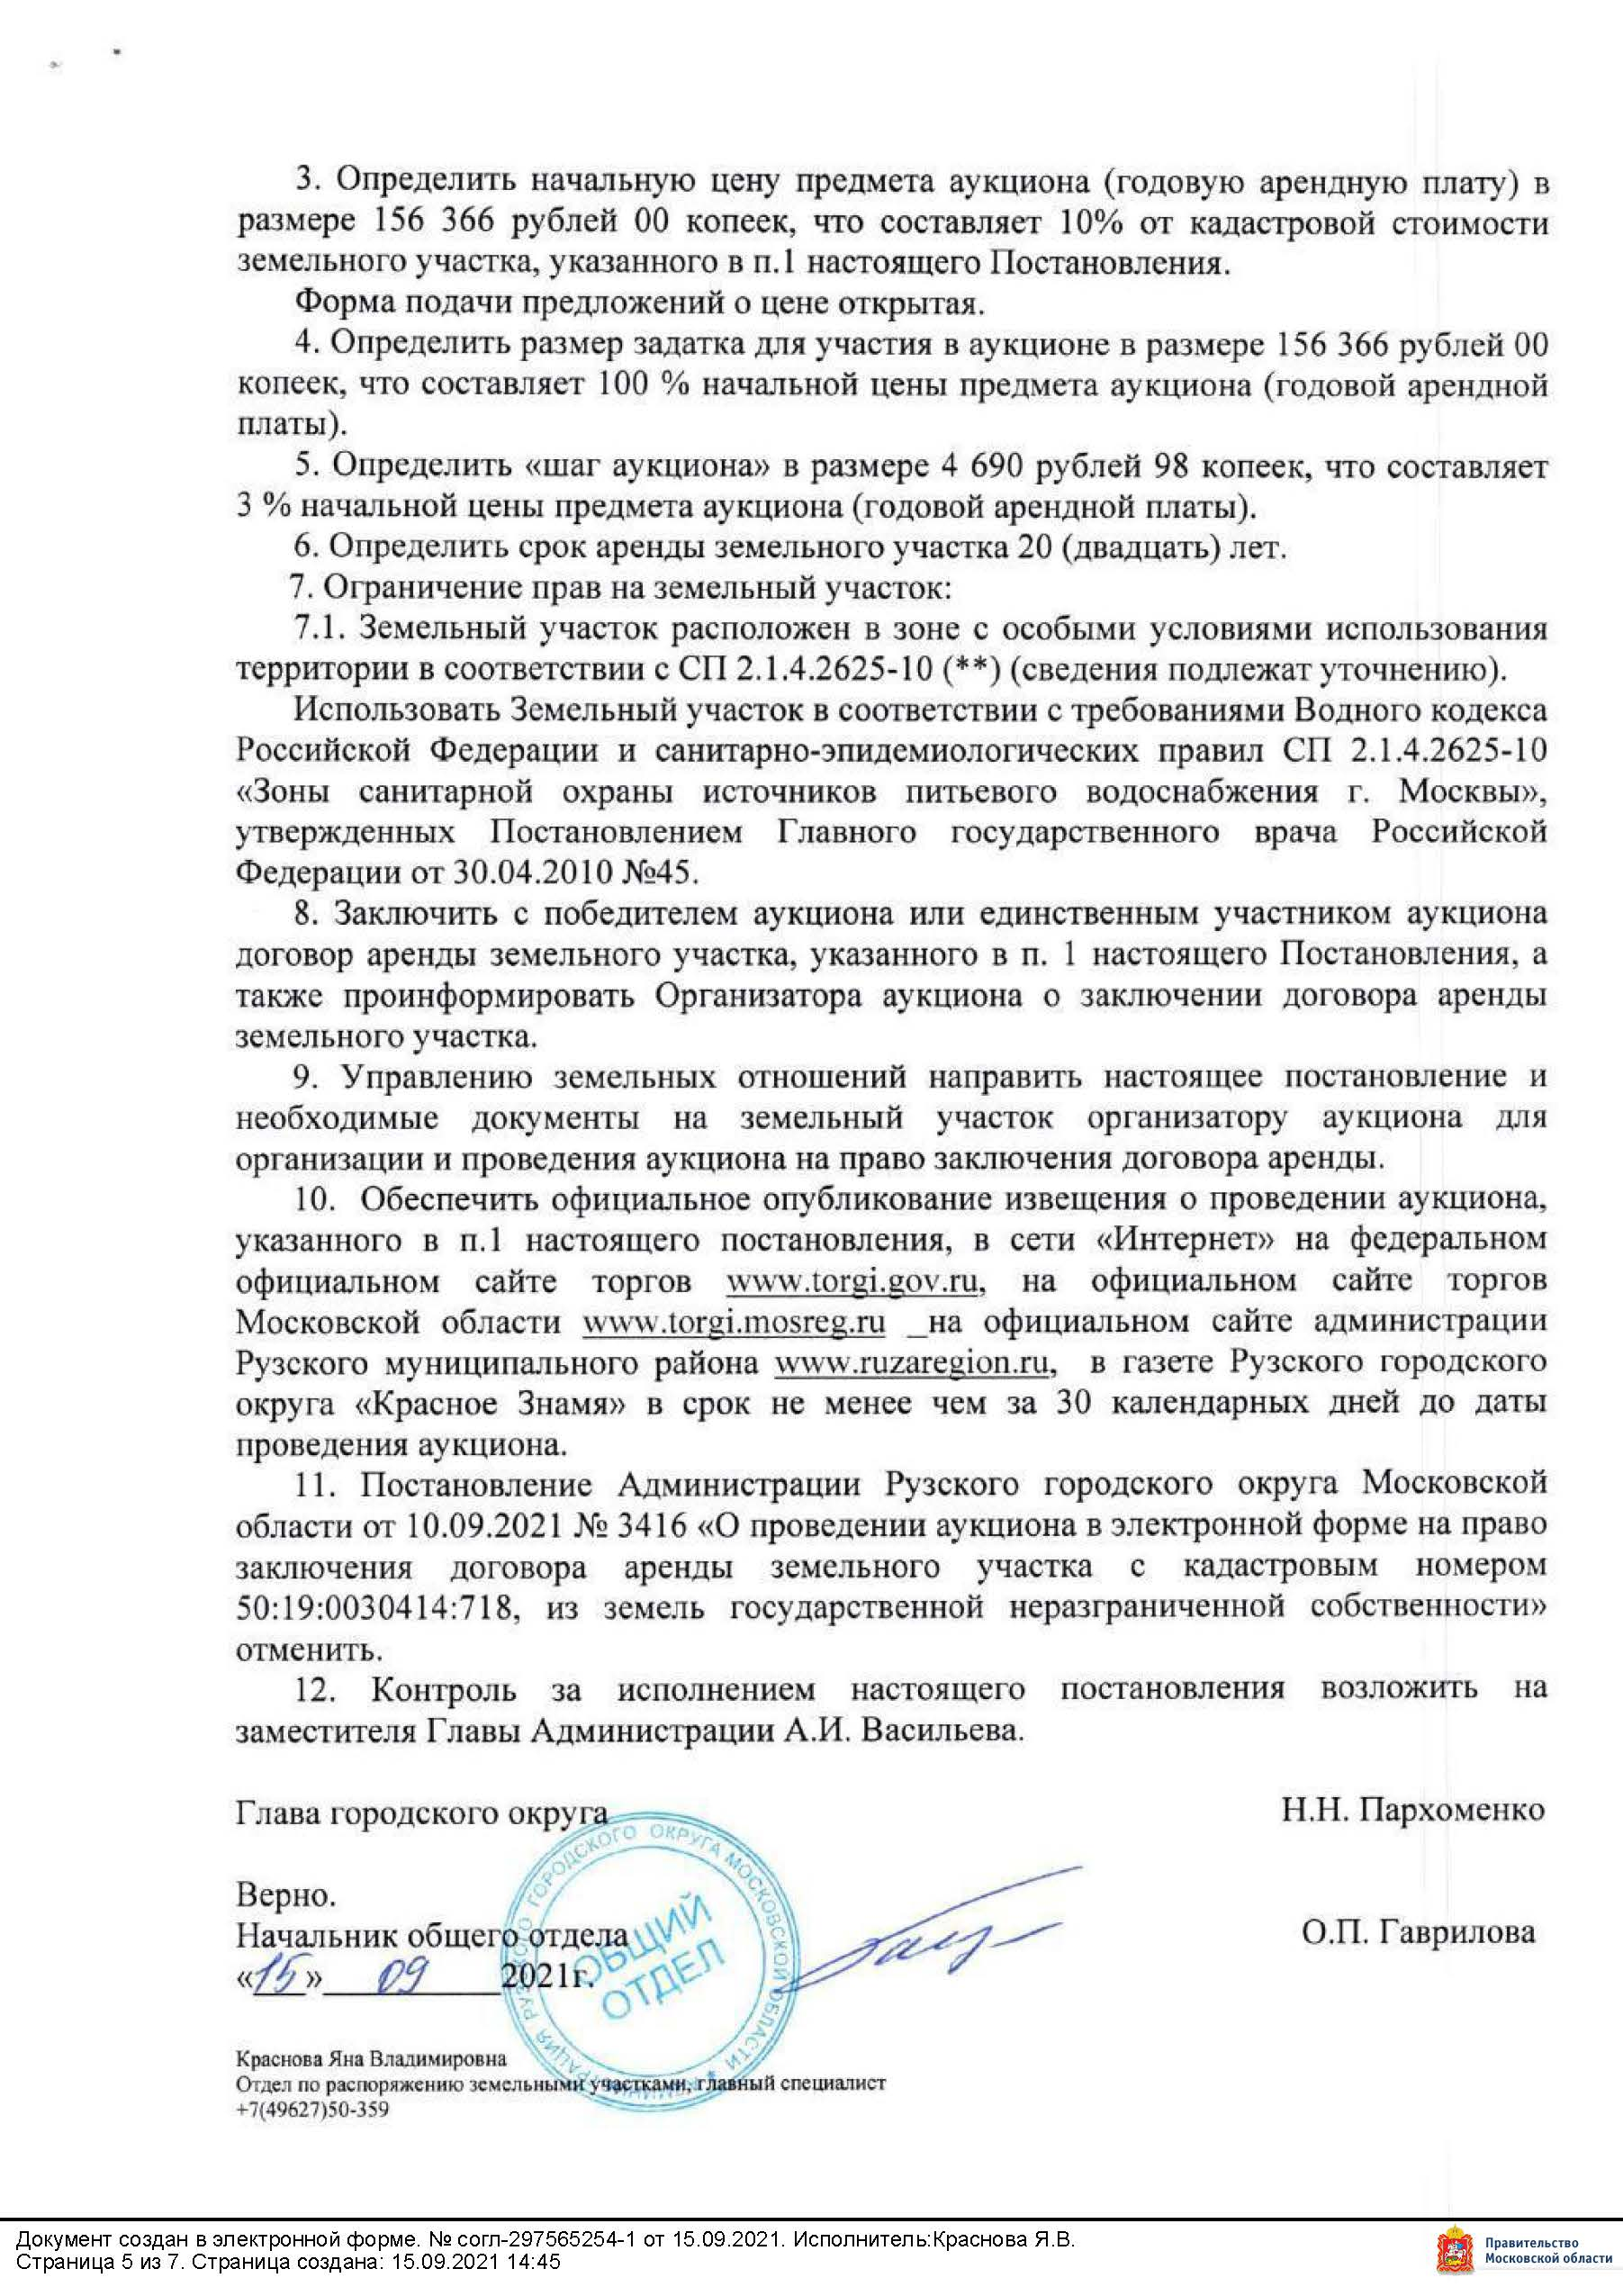 3. Определить начальную цену предмета аукциона (годовую арендную плату) в
размере 156 366 рублей 00 копеек, что составляет 10% от кадастровой стоимости
земельного участка, указанного в п.1 настоящего Постановления.
Форма подачи предложений о цене открытая.
4. Определить размер задатка для участия в аукционе в размере 156 366 рублей 00
копеек, что составляет 100 % начальной цены предмета аукциона (годовой арендной
платы).
5. Определить «шаг аукциона» в размере 4 690 рублей 98 копеек, что составляет
3 % начальной цены предмета аукциона (годовой арендной платы).
6. Определить срок аренды земельного участка 20 (двадцать) лет.
7. Ограничение прав на земельный участок:
7.1. Земельный участок расположен в зоне с особыми условиями использования
территории в соответствии с СП 2.1.4.2625-10 (**) (сведения подлежат уточнению).
Использовать Земельный участок в соответствии с требованиями Водного кодекса
Российской Федерации и санитарно-эпидемиологических правил СП 2.1.4.2625-10
«Зоны санитарной охраны источников питьевого водоснабжения г. Москвы»,
утвержденных Постановлением Главного государственного врача Российской
Федерации от 30.04.2010 №45.
8. Заключить с победителем аукциона или единственным участником аукциона
договор аренды земельного участка, указанного в п. 1 настоящего Постановления, а
также проинформировать Организатора аукциона о заключении договора аренды
земельного участка.
9. Управлению земельных отношений направить настоящее постановление и
необходимые документы на земельный участок организатору аукциона для
организации и проведения аукциона на право заключения договора аренды.
10. Обеспечить официальное опубликование извещения о проведении аукциона,
указанного в п.1 настоящего постановления, в сети «Интернет» на федеральном
официальном сайте торгов www.torgi.gov.ru, на официальном сайте торгов
Московской области www.torgi.mosreg.ru _на официальном сайте администрации
Рузского муниципального района www.ruzaregion.ru, в газете Рузского городского
округа «Красное Знамя» в срок не менее чем за 30 календарных дней до даты
проведения аукциона.
11. Постановление Администрации Рузского городского округа Московской
области от 10.09.2021 № 3416 «О проведении аукциона в электронной форме на право
заключения договора аренды земельного участка с кадастровым номером
50:19:0030414:718, из земель государственной неразграниченной собственности»
отменить.
12. Контроль за исполнением настоящего постановления возложить на
заместителя Главы Администрации А.И. Васильева.
Глава городского округа Н.Н. Пархоменко
Верно.
Начальник общего отдела О.П. Гаврилова
«15» 09 2021г.
АДМИНИСТРАЦИЯ РУЗСКОГО ГОРОДСКОГО ОКРУГА МОСКОВСКОЙ ОБЛАСТИ
ОБЩИЙ
ОТДЕЛ
Краснова Яна Владимировна
Отдел по распоряжению земельными участками, главный специалист
+7(49627)50-359
Документ создан в электронной форме. № согл-297565254-1 от 15.09.2021. Исполнитель:Краснова Я.В.
Страница 5 из 7. Страница создана: 15.09.2021 14:45
Правительство
Московской области